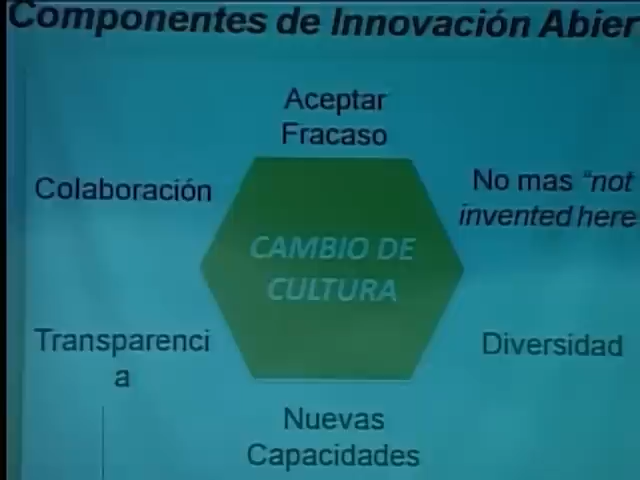 Componentes de Innovación Abier
Aceptar
Fracaso
Colaboración
No mas "not
invented here
CAMBIO DE
CULTURA
Transparenci
a
Diversidad
Nuevas
Capacidades